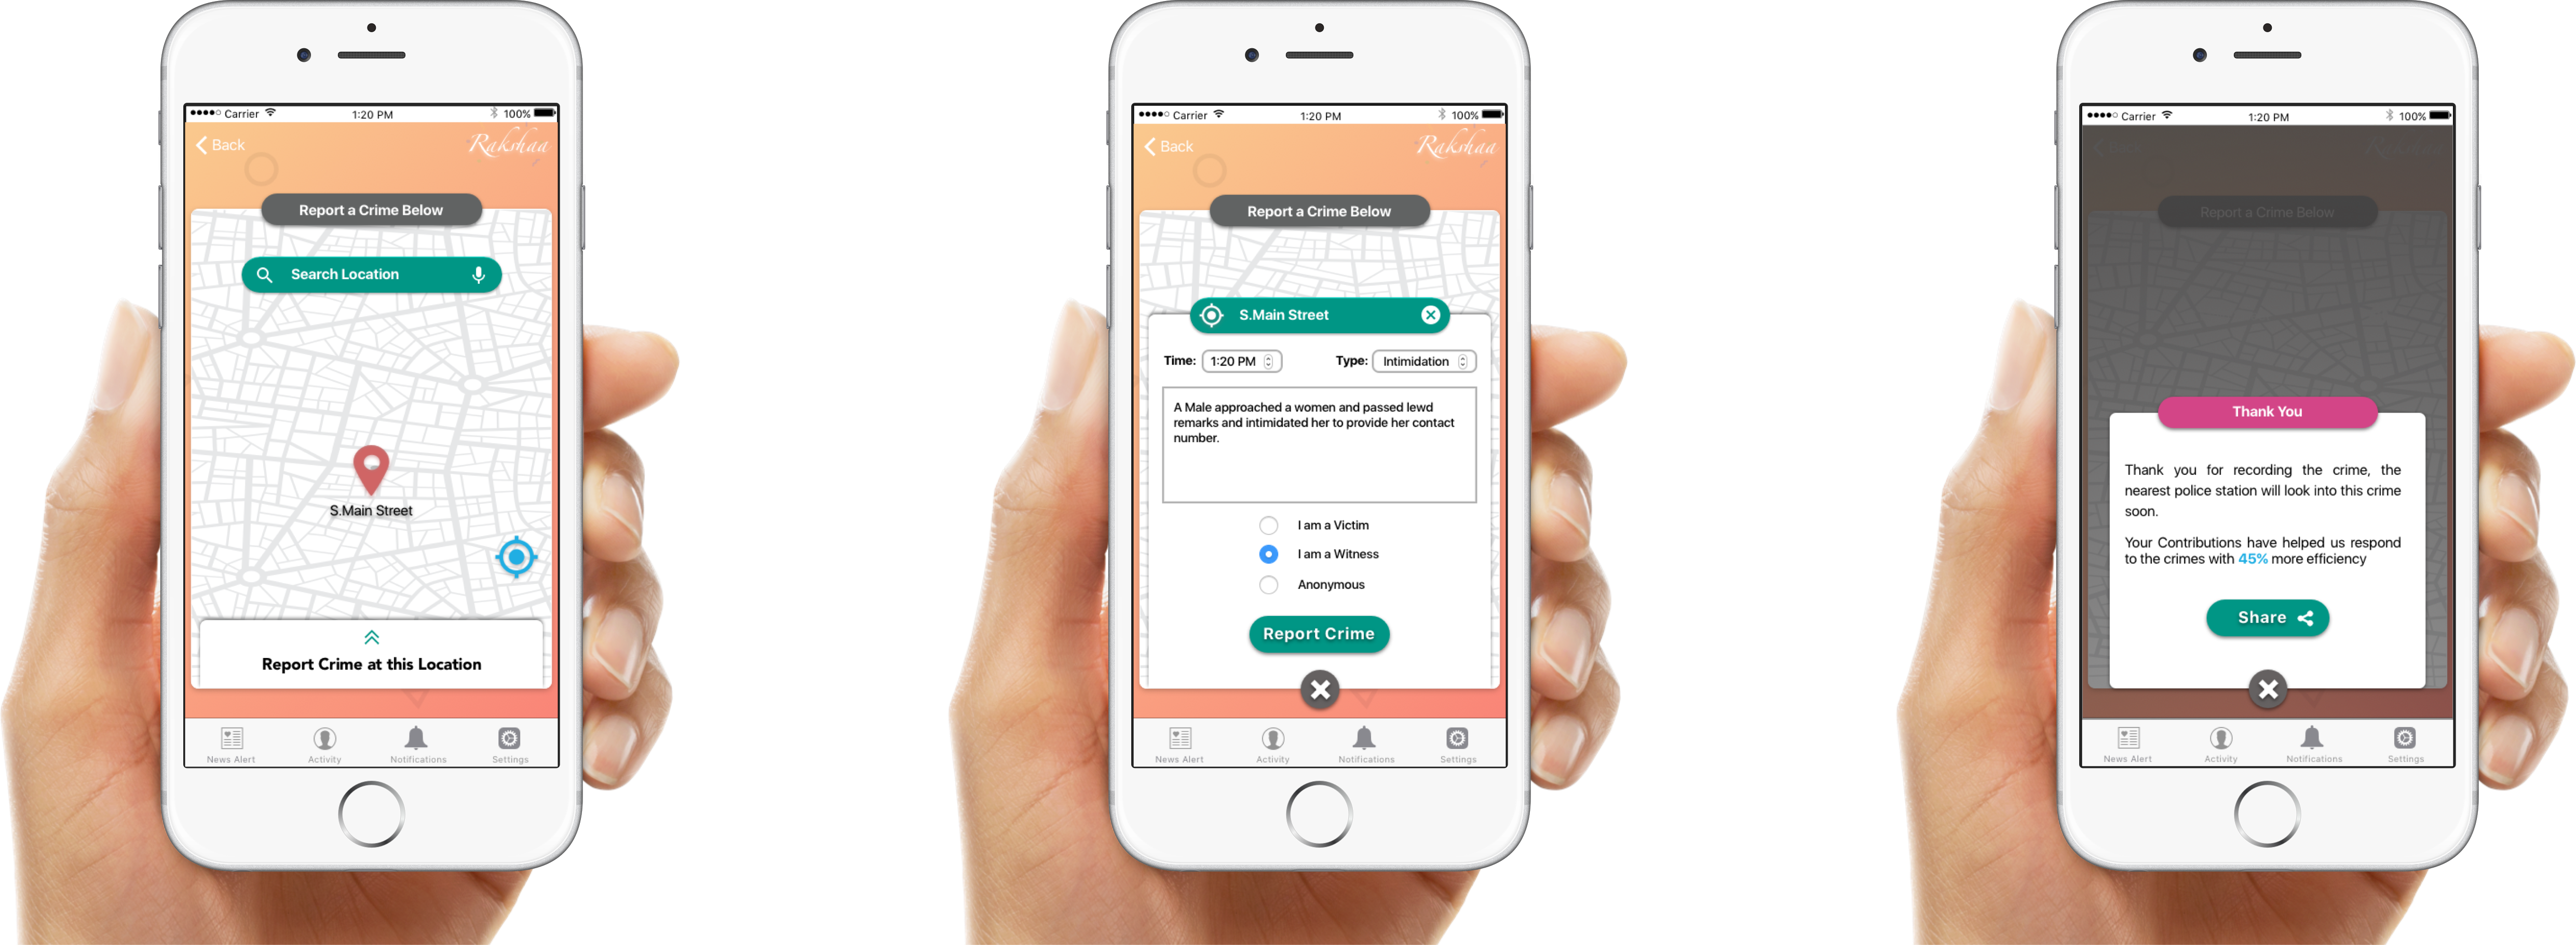 Carrier
1:20 PM
100%
Back
Rakshaa
Report a Crime Below
Search Location
S.Main Street
Report Crime at this Location
News Alert
Activity
Notifications
Settings
Carrier
1:20 PM
100%
Back
Rakshaa
Report a Crime Below
S.Main Street
Time:
1:20 PM
Type:
Intimidation
A Male approached a women and passed lewd
remarks and intimidated her to provide her contact
number.
I am a Victim
I am a Witness
Anonymous
Report Crime
News Alert
Activity
Notifications
Settings
Carrier
1:20 PM
100%
Back
Rakshaa
Report a Crime Below
Thank You
Thank you for recording the crime, the
nearest police station will look into this crime
soon.
Your Contributions have helped us respond
to the crimes with 45% more efficiency
Share
News Alert
Activity
Notifications
Settings